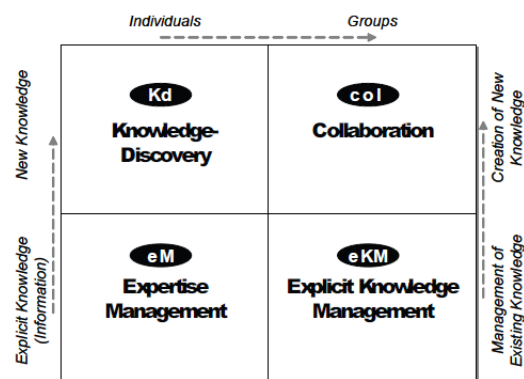 Individuals Groups
New Knowledge
Kd
Knowledge-
Discovery
col
Collaboration
Creation of New
Knowledge
Explicit Knowledge
(Information)
eM
Expertise
Management
eKM
Explicit Knowledge
Management
Management of
Existing Knowledge